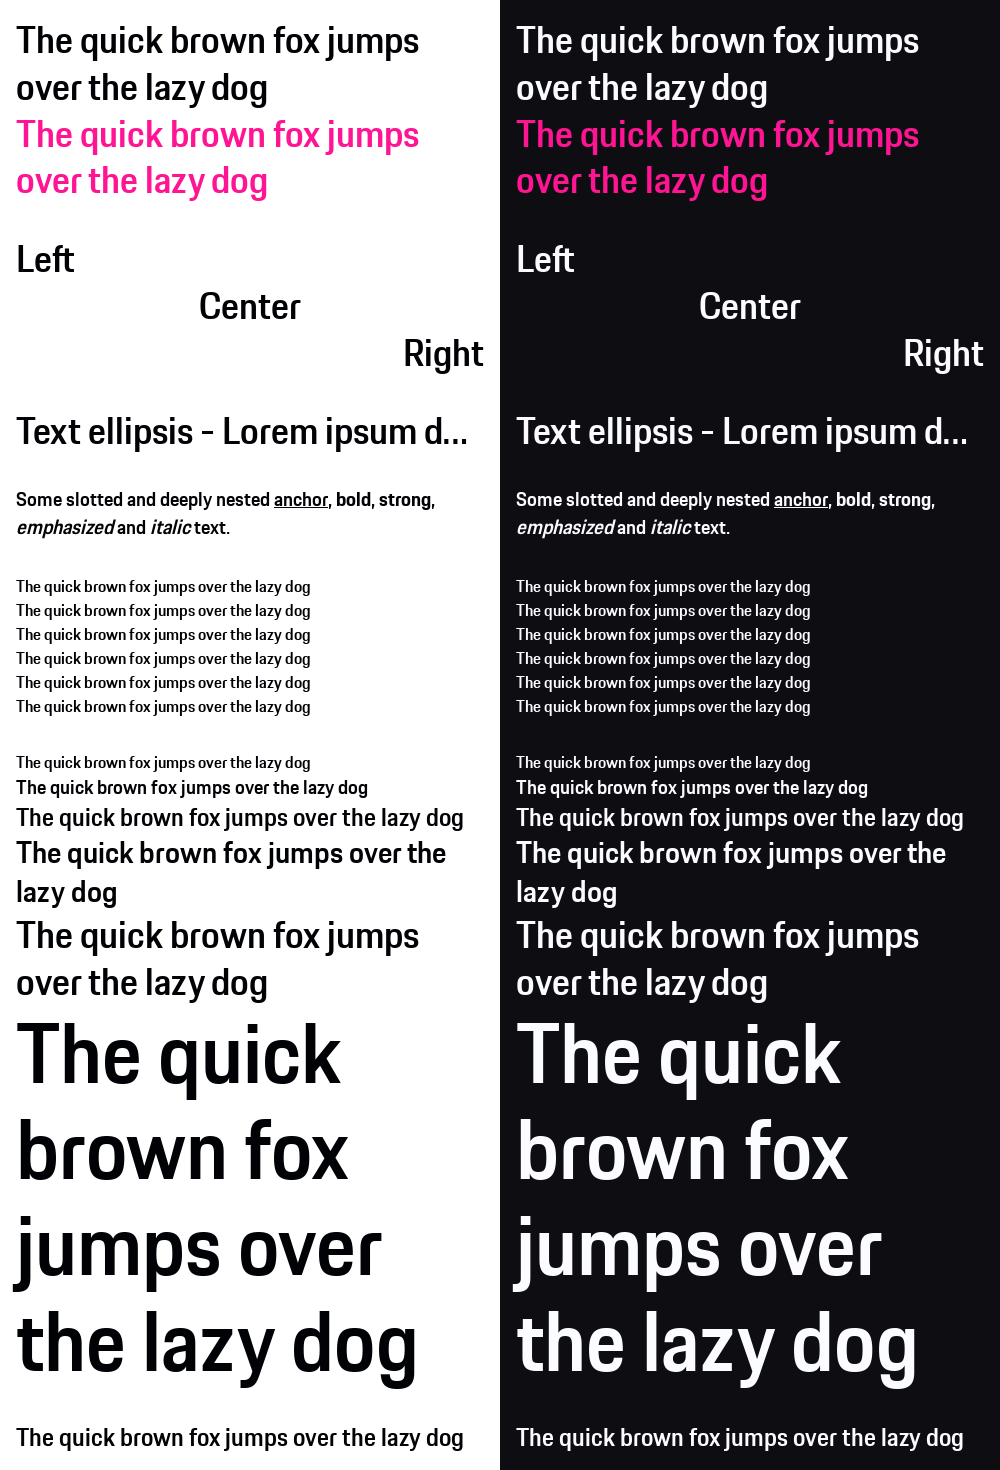 The quick brown fox jumps
over the lazy dog
The quick brown fox jumps
over the lazy dog
Left
Center
Right
Text ellipsis - Lorem ipsum d...
Some slotted and deeply nested anchor, bold, strong,
emphasized and italic text.
The quick brown fox jumps over the lazy dog
The quick brown fox jumps over the lazy dog
The quick brown fox jumps over the lazy dog
The quick brown fox jumps over the lazy dog
The quick brown fox jumps over the lazy dog
The quick brown fox jumps over the lazy dog
The quick brown fox jumps over the lazy dog
The quick brown fox jumps over the lazy dog
The quick brown fox jumps over the lazy dog
The quick brown fox jumps over the
lazy dog
The quick brown fox jumps
over the lazy dog
The quick
brown fox
jumps over
the lazy dog
The quick brown fox jumps over the lazy dog
The quick brown fox jumps
over the lazy dog
The quick brown fox jumps
over the lazy dog
Left
Center
Right
Text ellipsis - Lorem ipsum d...
Some slotted and deeply nested anchor, bold, strong,
emphasized and italic text.
The quick brown fox jumps over the lazy dog
The quick brown fox jumps over the lazy dog
The quick brown fox jumps over the lazy dog
The quick brown fox jumps over the lazy dog
The quick brown fox jumps over the lazy dog
The quick brown fox jumps over the lazy dog
The quick brown fox jumps over the lazy dog
The quick brown fox jumps over the lazy dog
The quick brown fox jumps over the lazy dog
The quick brown fox jumps over the
lazy dog
The quick brown fox jumps
over the lazy dog
The quick
brown fox
jumps over
the lazy dog
The quick brown fox jumps over the lazy dog